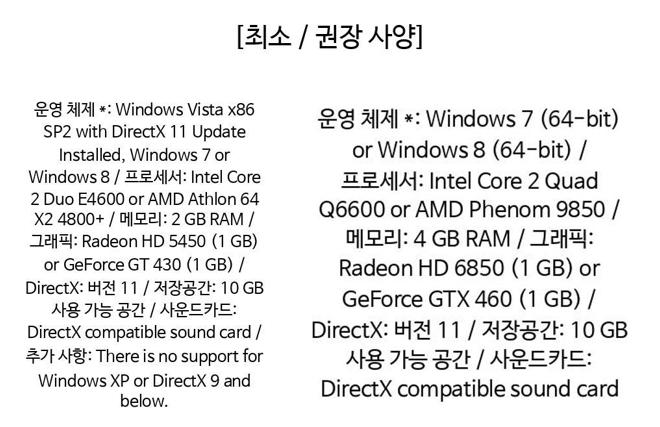 [최소 / 권장 사양]
운영 체제 *: Windows Vista x86
SP2 with DirectX 11 Update
Installed, Windows 7 or
Windows 8 / 프로세서: Intel Core
2 Duo E4600 or AMD Athlon 64
X2 4800+ / 메모리: 2 GB RAM /
그래픽: Radeon HD 5450 (1 GB)
or GeForce GT 430 (1 GB) /
DirectX: 버전 11 / 저장공간: 10 GB
사용 가능 공간 / 사운드카드:
DirectX compatible sound card /
추가 사항: There is no support for
Windows XP or DirectX 9 and
below.
운영 체제 *: Windows 7 (64-bit)
or Windows 8 (64-bit) /
프로세서: Intel Core 2 Quad
Q6600 or AMD Phenom 9850 /
메모리: 4 GB RAM / 그래픽:
Radeon HD 6850 (1 GB) or
GeForce GTX 460 (1 GB) /
DirectX: 버전 11 / 저장공간: 10 GB
사용 가능 공간 / 사운드카드:
DirectX compatible sound card